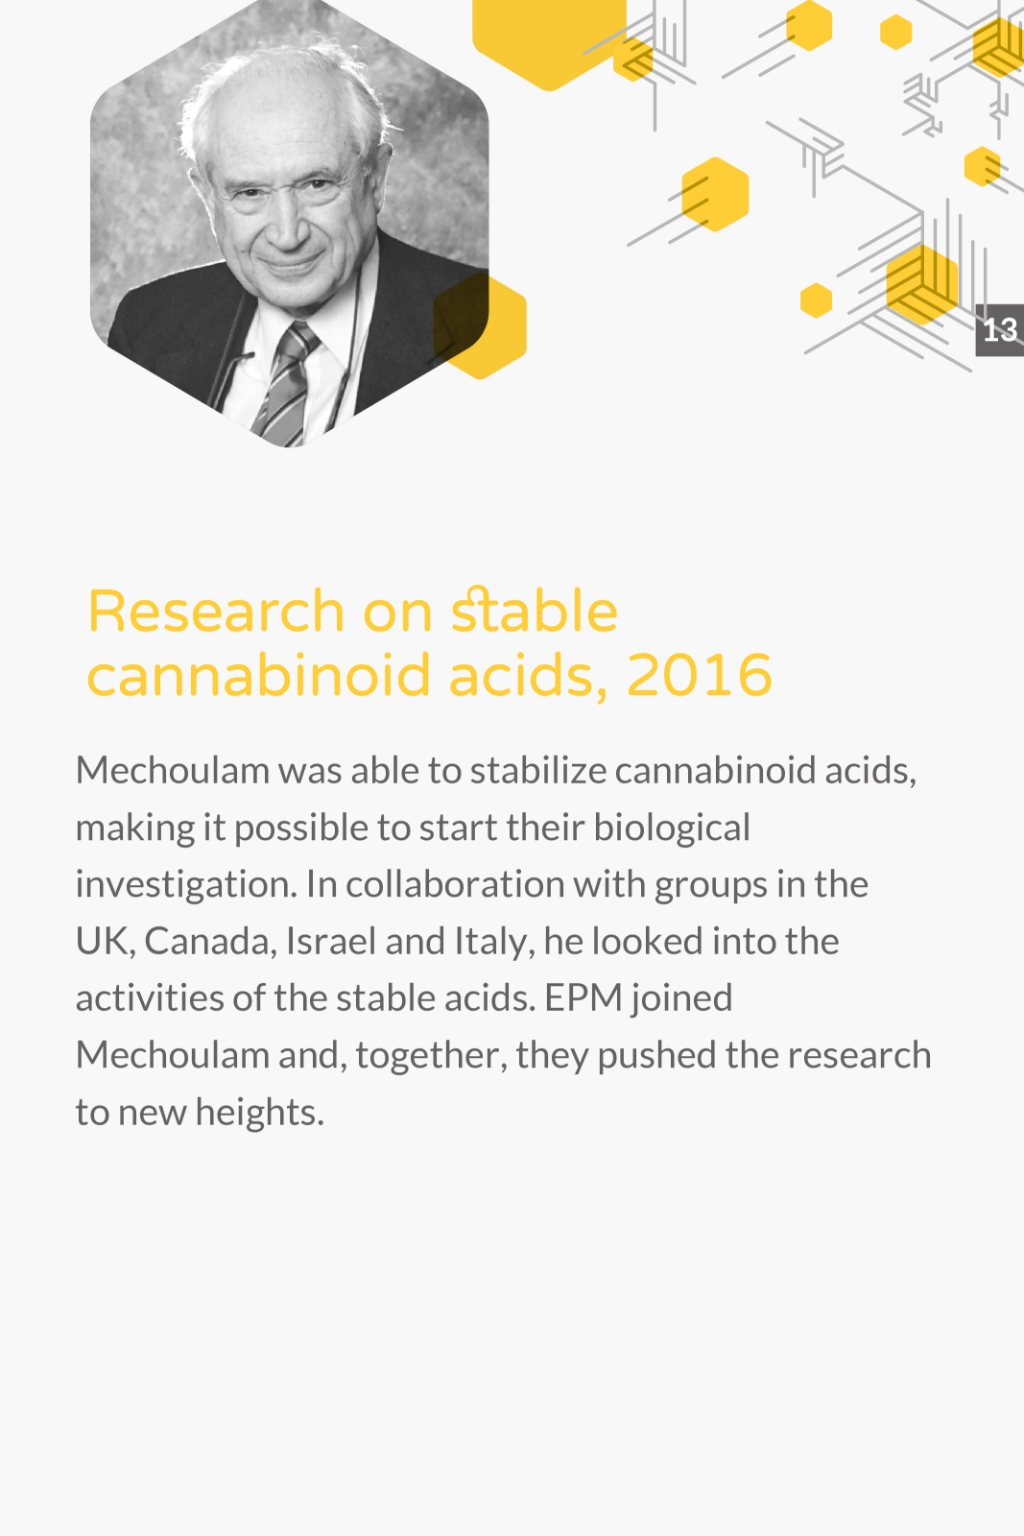 13
Research on stable
cannabinoid acids, 2016
Mechoulam was able to stabilize cannabinoid acids,
making it possible to start their biological
investigation. In collaboration with groups in the
UK, Canada, Israel and Italy, he looked into the
activities of the stable acids. EPM joined
Mechoulam and, together, they pushed the research
to new heights.